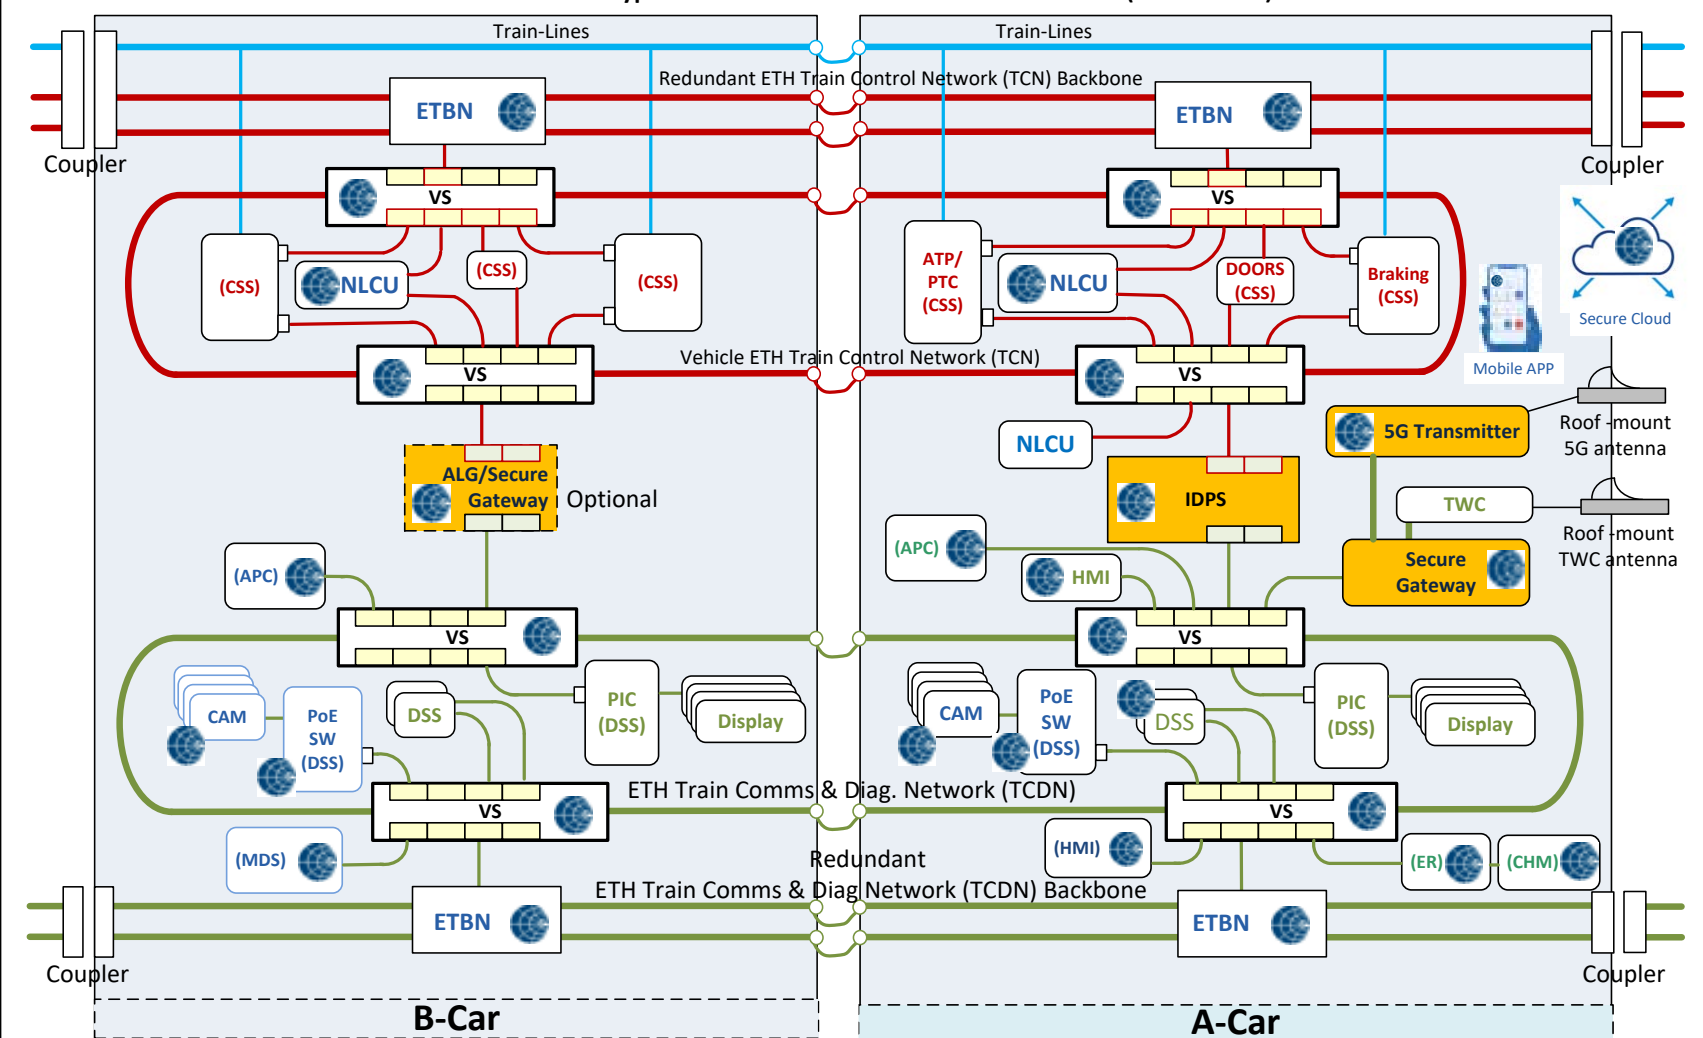 Train-Lines
Train-Lines
Redundant ETH Train Control Network (TCN) Backbone
ETBN
ETBN
Coupler
Coupler
VS
VS
(CSS)
NLCU
(CSS)
(CSS)
ATP/
PTC
(CSS)
NLCU
DOORS
(CSS)
Braking
(CSS)
Secure Cloud
Mobile APP
Vehicle ETH Train Control Network (TCN)
VS
VS
NLCU
5G Transmitter
Roof -mount
5G antenna
ALG/Secure
Gateway
Optional
IDPS
TWC
Roof -mount
TWC antenna
(APC)
(APC)
HMI
Secure
Gateway
VS
VS
CAM
PoE
SW
(DSS)
DSS
PIC
(DSS)
Display
CAM
PoE
SW
(DSS)
DSS
PIC
(DSS)
Display
ETH Train Comms & Diag. Network (TCDN)
VS
VS
(MDS)
(HMI)
(ER)
(CHM)
Redundant
ETH Train Comms & Diag Network (TCDN) Backbone
ETBN
ETBN
Coupler
Coupler
B-Car
A-Car